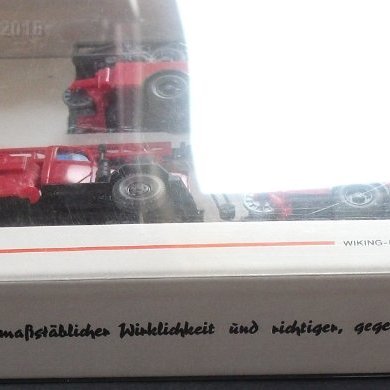 2016
WIKING-
maßstäblicher Wirklichkeit und richtiger, gege